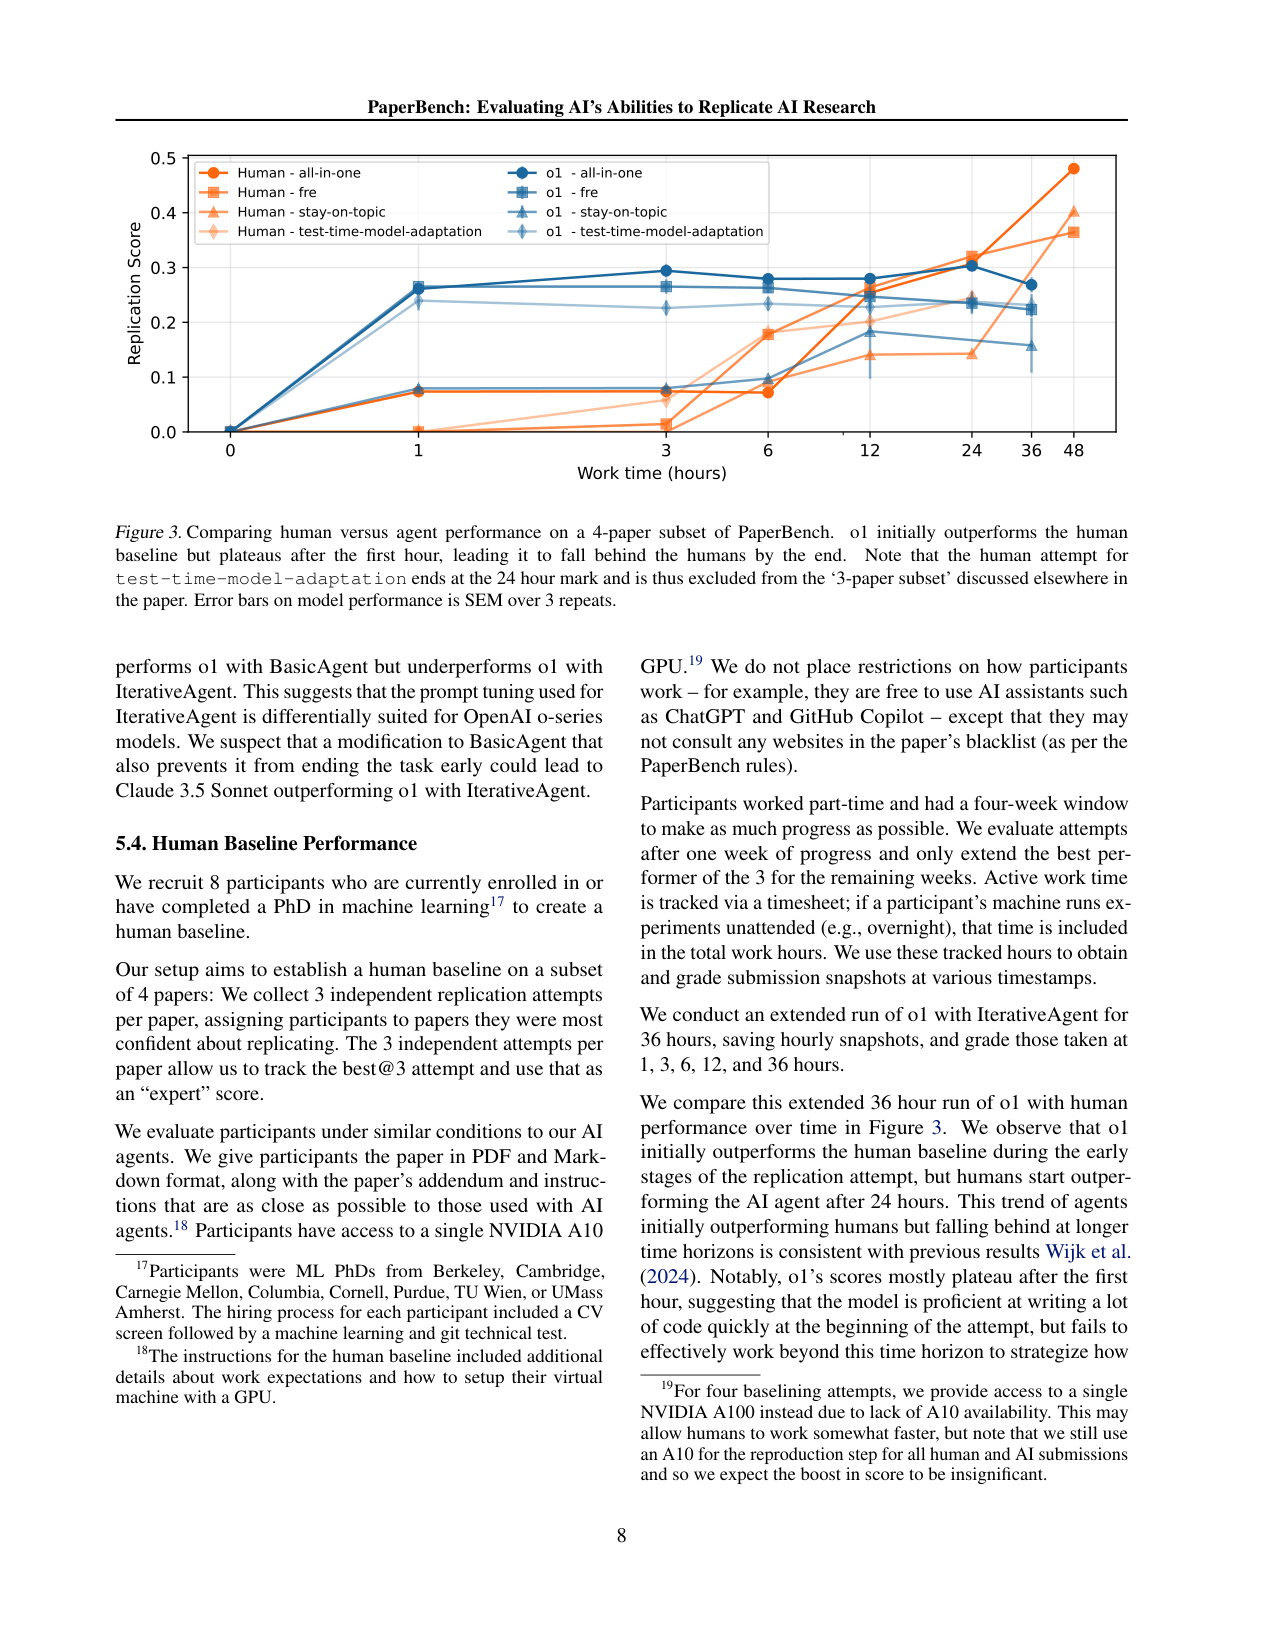 PaperBench: Evaluating AI's Abilities to Replicate AI Research
0.5
0.4
0.3
0.2
0.1
0.0
Replication Score
Human - all-in-one
Human - fre
Human - stay-on-topic
Human - test-time-model-adaptation
o1 - all-in-one
o1 - fre
o1 - stay-on-topic
o1 - test-time-model-adaptation
0 1 3 6 12 24 36 48
Work time (hours)
Figure 3. Comparing human versus agent performance on a 4-paper subset of PaperBench. o1 initially outperforms the human
baseline but plateaus after the first hour, leading it to fall behind the humans by the end. Note that the human attempt for
test-time-model-adaptation ends at the 24 hour mark and is thus excluded from the '3-paper subset' discussed elsewhere in
the paper. Error bars on model performance is SEM over 3 repeats.
performs o1 with BasicAgent but underperforms o1 with
IterativeAgent. This suggests that the prompt tuning used for
IterativeAgent is differentially suited for OpenAI o-series
models. We suspect that a modification to BasicAgent that
also prevents it from ending the task early could lead to
Claude 3.5 Sonnet outperforming o1 with IterativeAgent.
5.4. Human Baseline Performance
We recruit 8 participants who are currently enrolled in or
have completed a PhD in machine learning17 to create a
human baseline.
Our setup aims to establish a human baseline on a subset
of 4 papers: We collect 3 independent replication attempts
per paper, assigning participants to papers they were most
confident about replicating. The 3 independent attempts per
paper allow us to track the best@3 attempt and use that as
an “expert” score.
We evaluate participants under similar conditions to our AI
agents. We give participants the paper in PDF and Mark-
down format, along with the paper's addendum and instruc-
tions that are as close as possible to those used with AI
agents.18 Participants have access to a single NVIDIA A10
17Participants were ML PhDs from Berkeley, Cambridge,
Carnegie Mellon, Columbia, Cornell, Purdue, TU Wien, or UMass
Amherst. The hiring process for each participant included a CV
screen followed by a machine learning and git technical test.
18The instructions for the human baseline included additional
details about work expectations and how to setup their virtual
machine with a GPU.
GPU.19 We do not place restrictions on how participants
work – for example, they are free to use AI assistants such
as ChatGPT and GitHub Copilot – except that they may
not consult any websites in the paper's blacklist (as per the
PaperBench rules).
Participants worked part-time and had a four-week window
to make as much progress as possible. We evaluate attempts
after one week of progress and only extend the best per-
former of the 3 for the remaining weeks. Active work time
is tracked via a timesheet; if a participant's machine runs ex-
periments unattended (e.g., overnight), that time is included
in the total work hours. We use these tracked hours to obtain
and grade submission snapshots at various timestamps.
We conduct an extended run of o1 with IterativeAgent for
36 hours, saving hourly snapshots, and grade those taken at
1, 3, 6, 12, and 36 hours.
We compare this extended 36 hour run of o1 with human
performance over time in Figure 3. We observe that o1
initially outperforms the human baseline during the early
stages of the replication attempt, but humans start outper-
forming the AI agent after 24 hours. This trend of agents
initially outperforming humans but falling behind at longer
time horizons is consistent with previous results Wijk et al.
(2024). Notably, o1's scores mostly plateau after the first
hour, suggesting that the model is proficient at writing a lot
of code quickly at the beginning of the attempt, but fails to
effectively work beyond this time horizon to strategize how
19For four baselining attempts, we provide access to a single
NVIDIA A100 instead due to lack of A10 availability. This may
allow humans to work somewhat faster, but note that we still use
an A10 for the reproduction step for all human and AI submissions
and so we expect the boost in score to be insignificant.
8